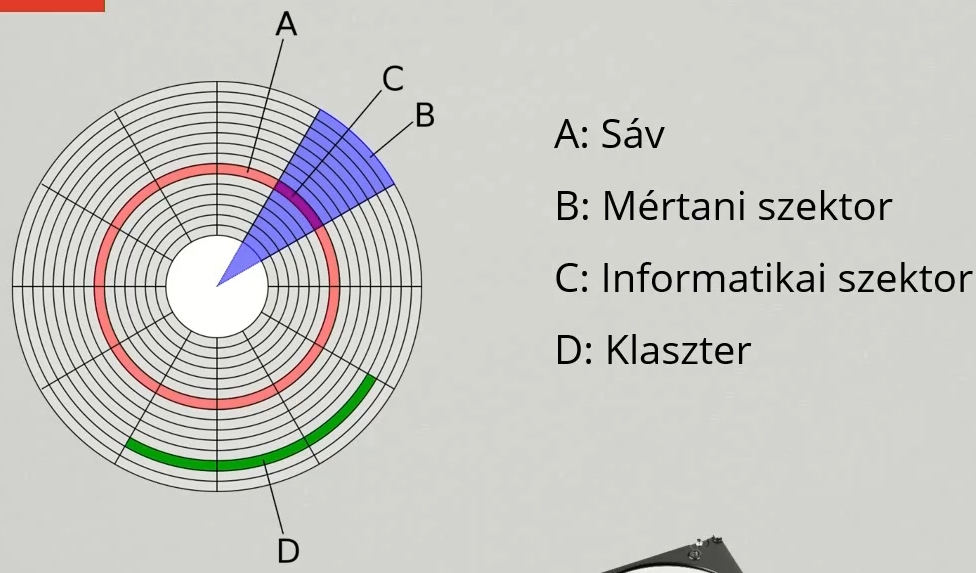 A
C
B
A: Sáv
B: Mértani szektor
C: Informatikai szektor
D: Klaszter
D